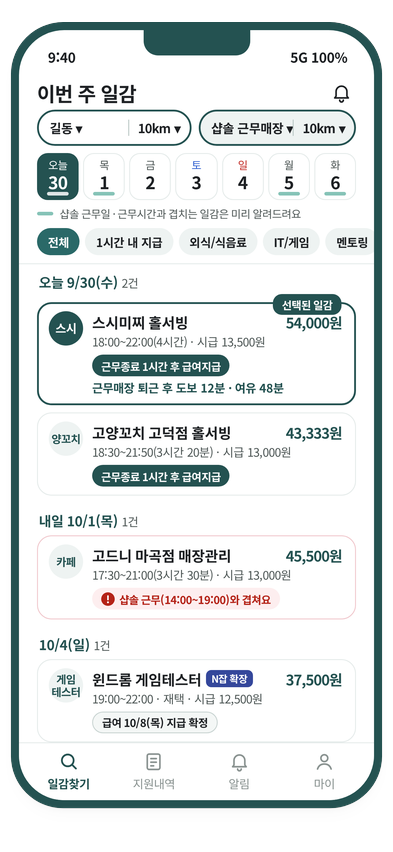 9:40
5G 100%
이번 주 일감
길동 ▾ 10km ▾
샵솔 근무매장 ▾ 10km ▾
오늘 목 금 토 일 월 화
30 1 2 3 4 5 6
샵솔 근무일 · 근무시간과 겹치는 일감은 미리 알려드려요
전체 1시간 내 지급 외식/식음료 IT/게임 멘토링
오늘 9/30(수) 2건
선택된 일감
스시
스시미찌 홀서빙 54,000원
18:00~22:00(4시간) · 시급 13,500원
근무종료 1시간 후 급여지급
근무매장 퇴근 후 도보 12분 · 여유 48분
양꼬치
고양꼬치 고덕점 홀서빙 43,333원
18:30~21:50(3시간 20분) · 시급 13,000원
근무종료 1시간 후 급여지급
내일 10/1(목) 1건
카페
고드니 마곡점 매장관리 45,500원
17:30~21:00(3시간 30분) · 시급 13,000원
! 샵솔 근무(14:00~19:00)와 겹쳐요
10/4(일) 1건
게임
테스터
윈드롬 게임테스터 N잡 확장 37,500원
19:00~22:00 · 재택 · 시급 12,500원
급여 10/8(목) 지급 확정
일감찾기 지원내역 알림 마이